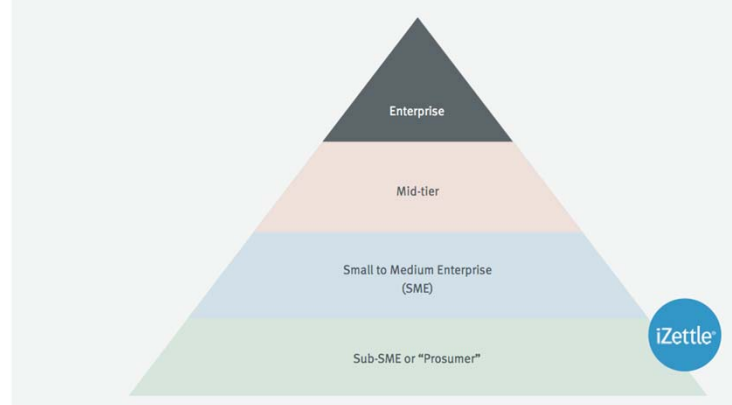 Enterprise
Mid-tier
Small to Medium Enterprise
(SME)
iZettle®
Sub-SME or “Prosumer”